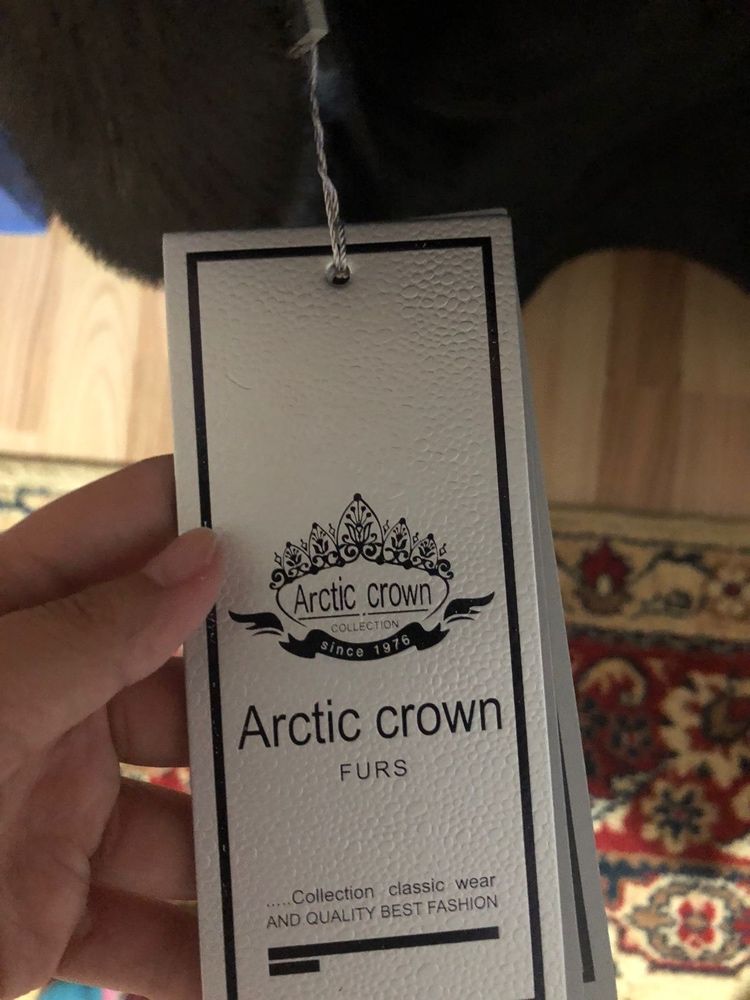 Arctic crown
COLLECTION
since 1976
Arctic crown
FURS
.....Collection classic wear
AND QUALITY BEST FASHION